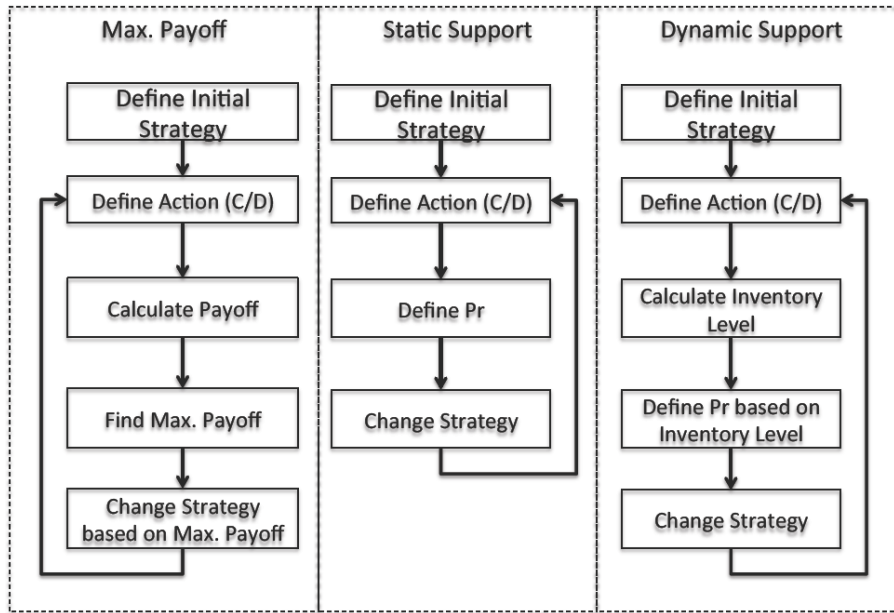 Max. Payoff
Define Initial
Strategy
Define Action (C/D)
Calculate Payoff
Find Max. Payoff
Change Strategy
based on Max. Payoff
Static Support
Define Initial
Strategy
Define Action (C/D)
Define Pr
Change Strategy
Dynamic Support
Define Initial
Strategy
Define Action (C/D)
Calculate Inventory
Level
Define Pr based on
Inventory Level
Change Strategy